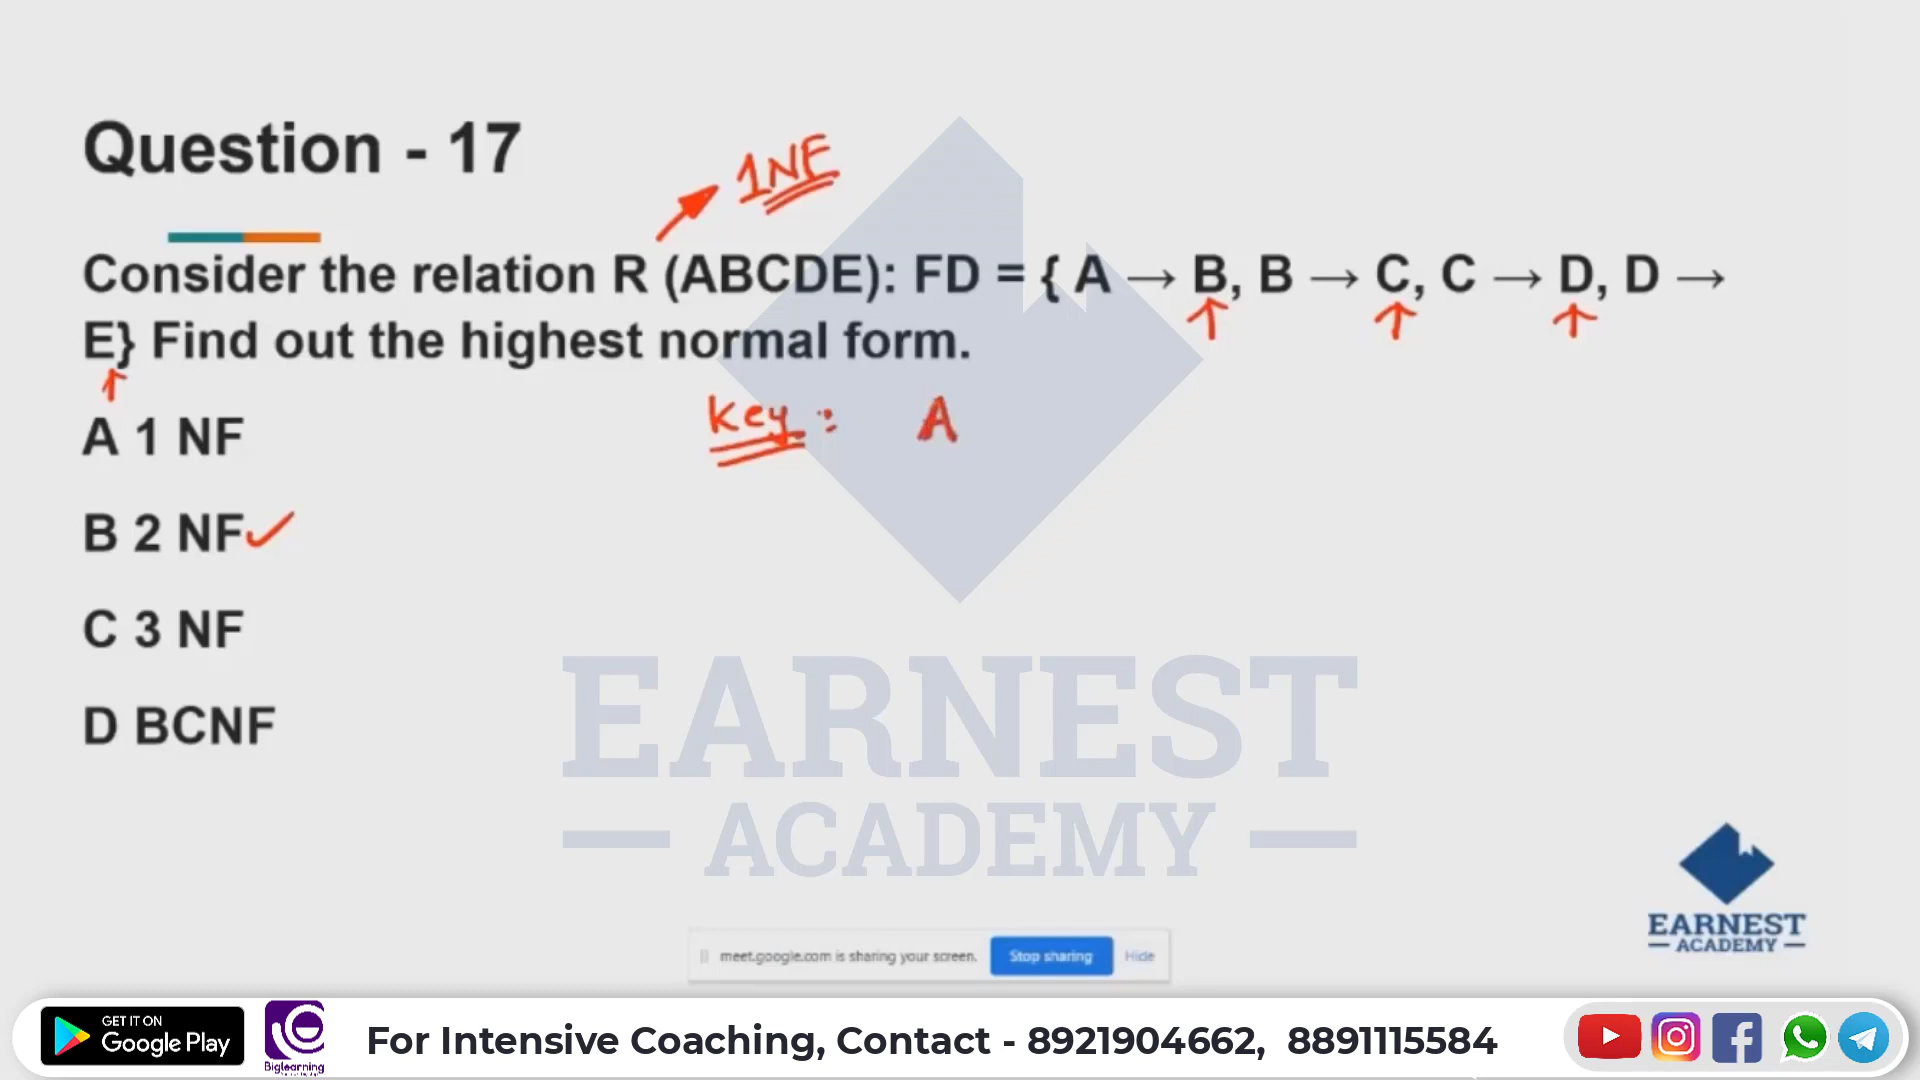 Question - 17
1NF
Consider the relation R (ABCDE): FD = { A → B, B → C, C → D, D →
E} Find out the highest normal form.
Key : A
A 1 NF
B 2 NF
C 3 NF
D BCNF
EARNEST
ACADEMY
EARNEST
ACADEMY
meet.google.com is sharing your screen. Stop sharing Hide
GET IT ON
Google Play
Biglearning
For Intensive Coaching, Contact - 8921904662, 8891115584